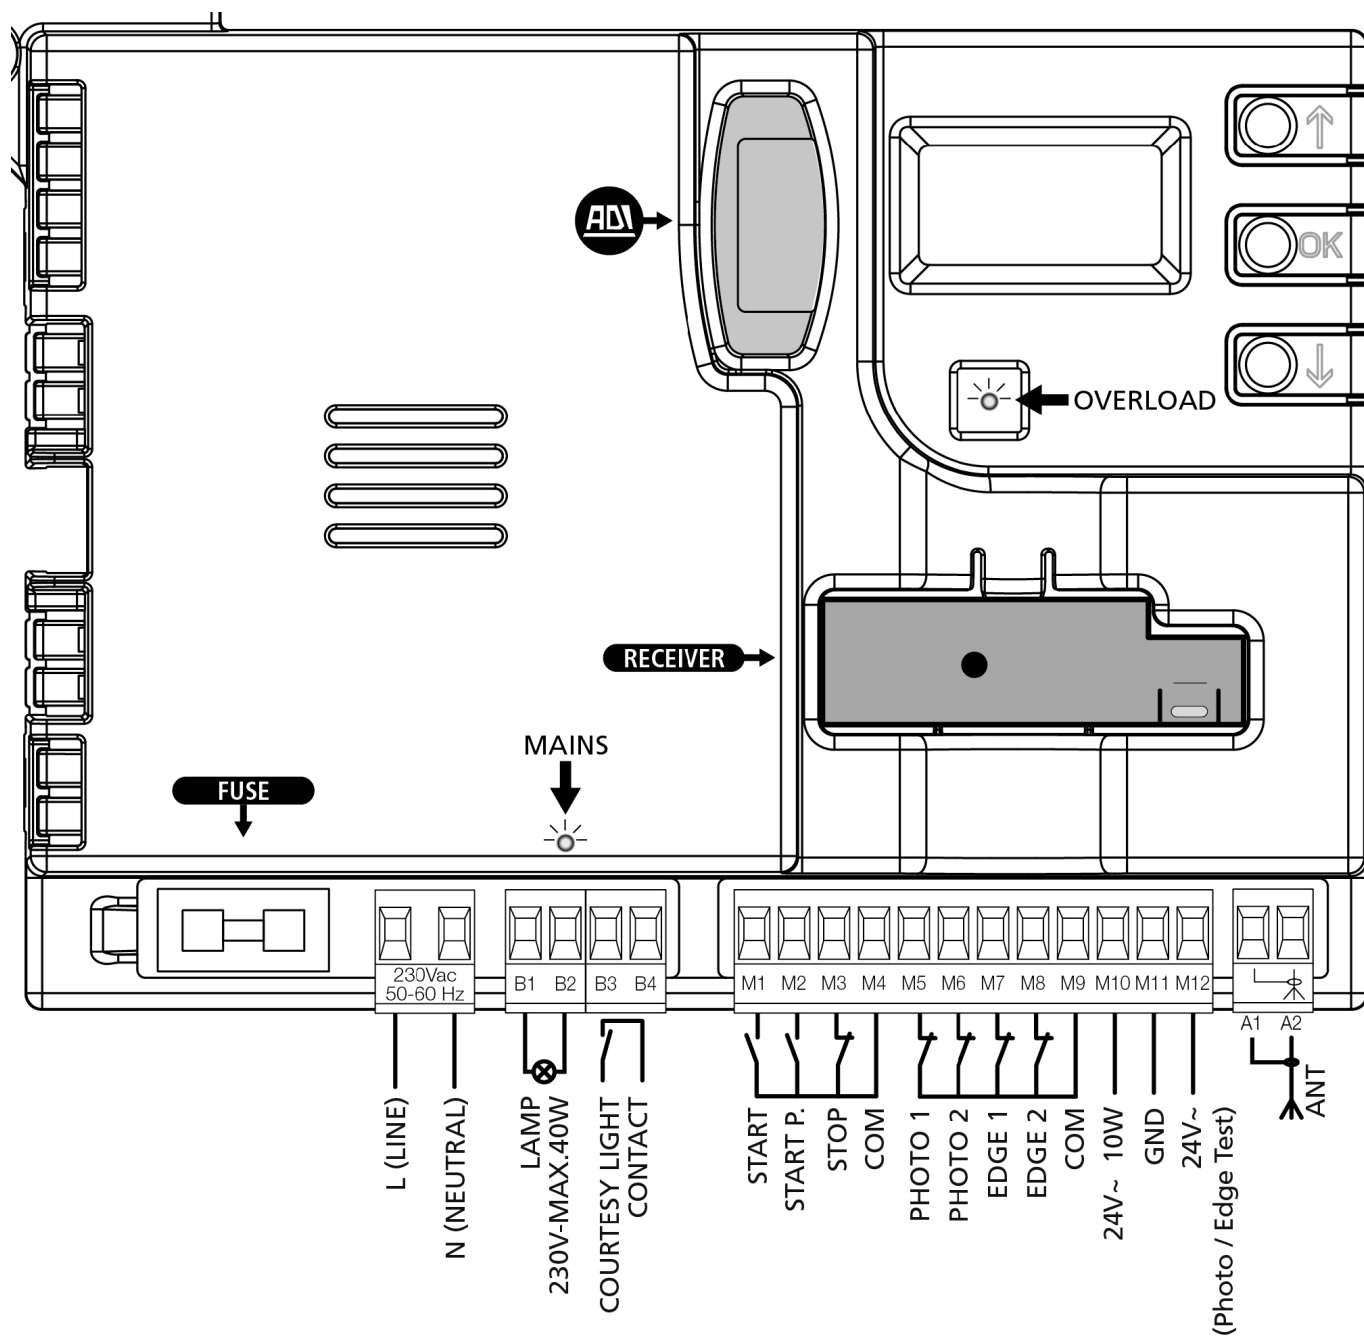 ADI
OK
OVERLOAD
RECEIVER
MAINS
FUSE
230Vac
50-60 Hz
B1 B2 B3 B4
M1 M2 M3 M4 M5 M6 M7 M8 M9 M10 M11 M12
A1 A2
L (LINE)
N (NEUTRAL)
LAMP
230V-MAX.40W
COURTESY LIGHT
CONTACT
START
START P.
STOP
COM
PHOTO 1
PHOTO 2
EDGE 1
EDGE 2
COM
24V~ 10W
GND
24V~
(Photo / Edge Test)
ANT